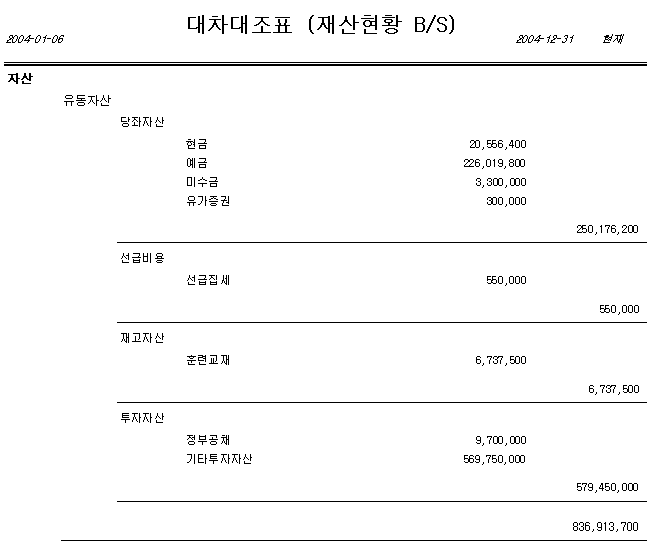 대차대조표 (재산현황 B/S)
2004-01-06 2004-12-31 현재
자산
유동자산
당좌자산
현금 20,556,400
예금 226,019,800
미수금 3,300,000
유가증권 300,000
250,176,200
선급비용
선급집세 550,000
550,000
재고자산
훈련교재 6,737,500
6,737,500
투자자산
정부공채 9,700,000
기타투자자산 569,750,000
579,450,000
836,913,700